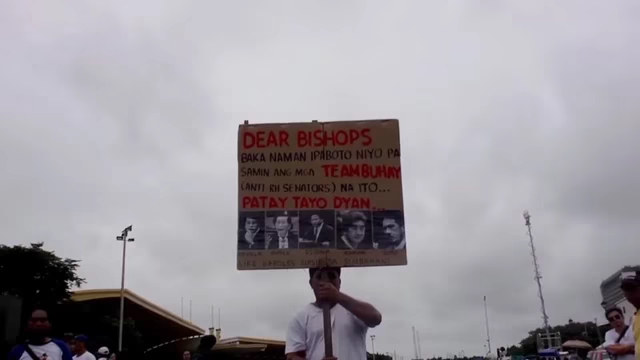 DEAR BISHOPS
BAKA NAMAN IPABOTO NIYO PA
SAMIN ANG MGA TEAMBUHAY
(ANTI RH SENATORS) NA ITO...
PATAY TAYO DYAN...